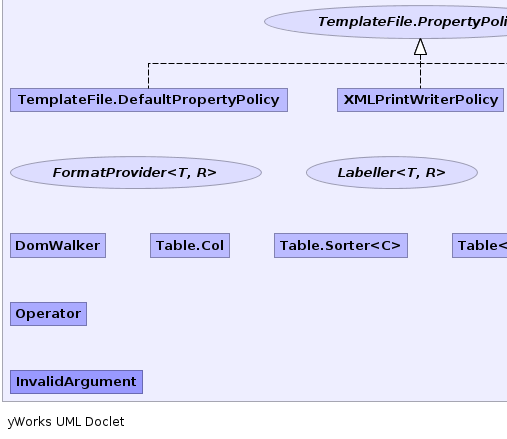 TemplateFile.PropertyPoli
TemplateFile.DefaultPropertyPolicy XMLPrintWriterPolicy
FormatProvider<T, R> Labeller<T, R>
DomWalker Table.Col Table.Sorter<C> Table<
Operator
InvalidArgument
yWorks UML Doclet